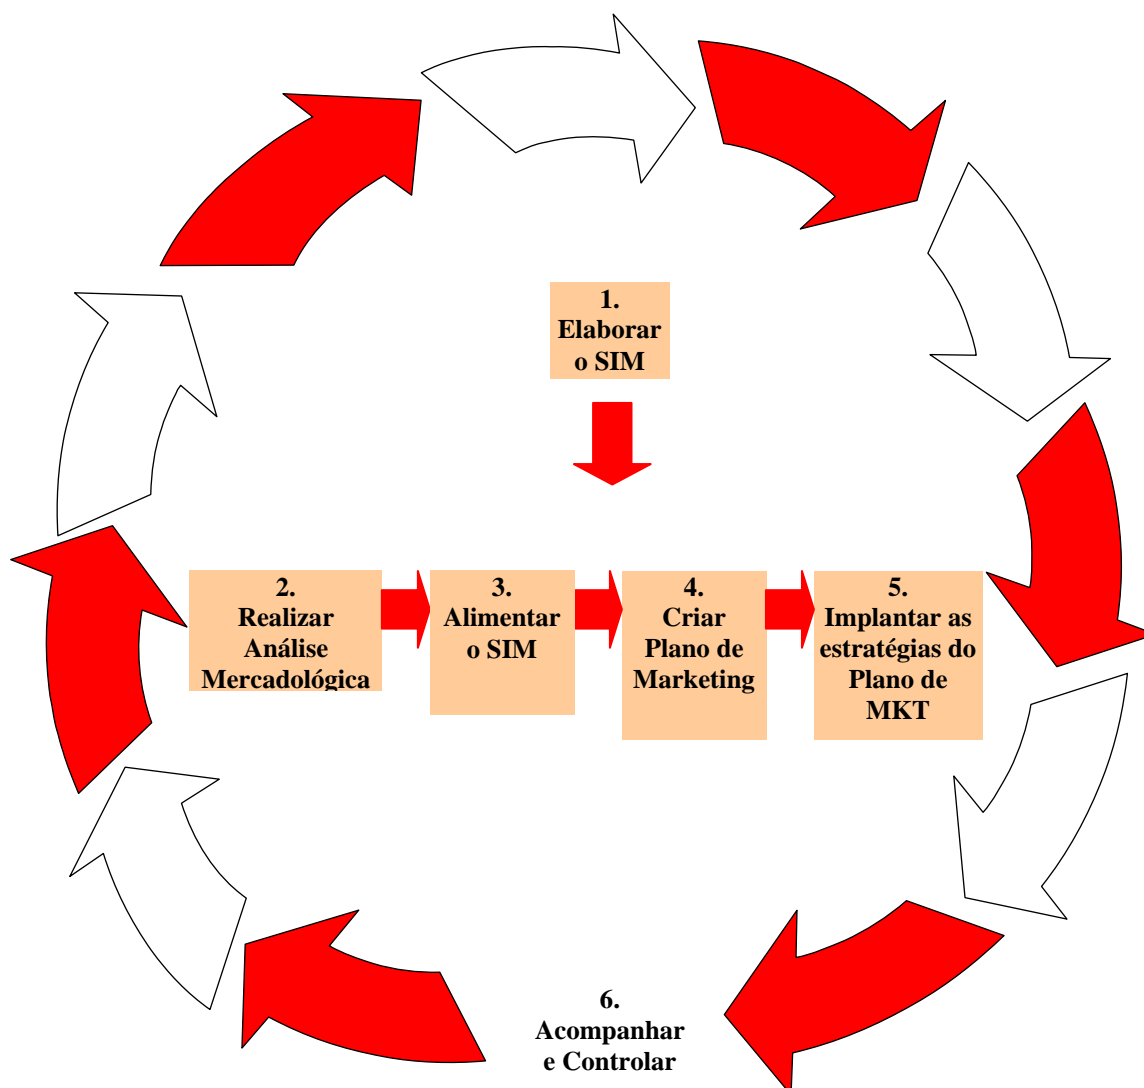 1.
Elaborar
o SIM
2.
Realizar
Análise
Mercadológica
3.
Alimentar
o SIM
4.
Criar
Plano de
Marketing
5.
Implantar as
estratégias do
Plano de
MKT
6.
Acompanhar
e Controlar